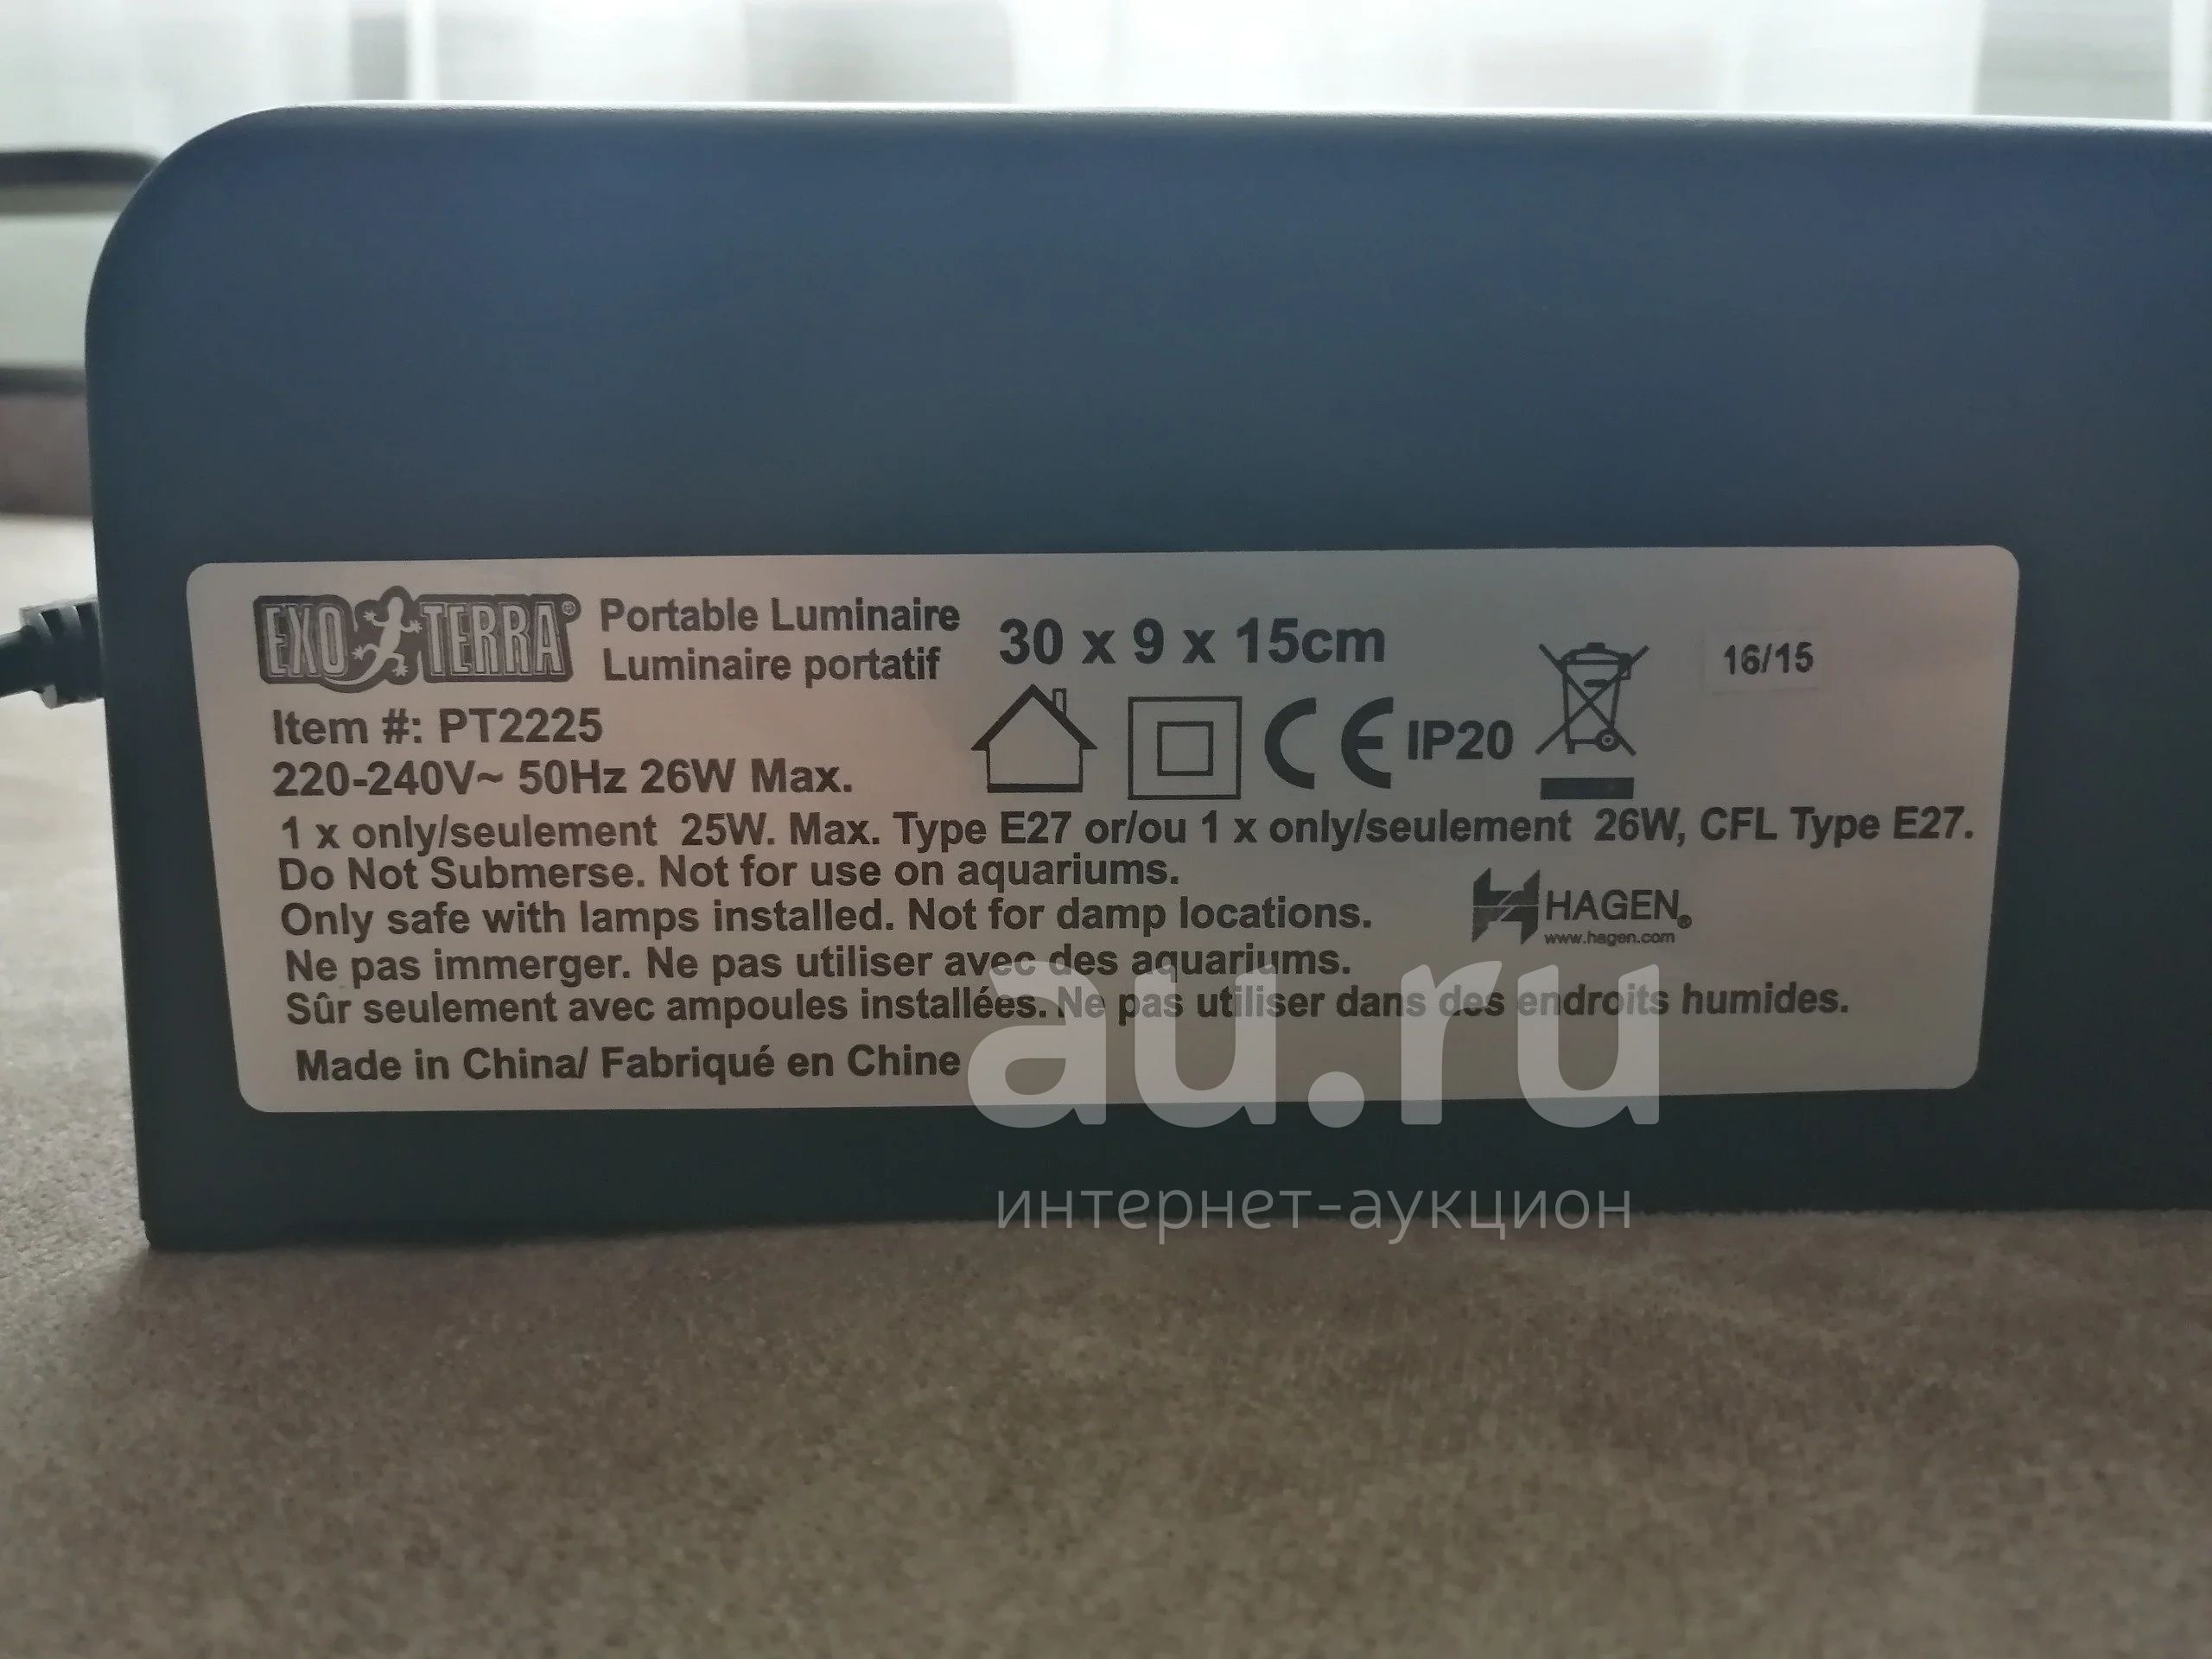 EXO TERRA®
Portable Luminaire
Luminaire portatif
30 x 9 x 15cm
16/15
Item #: PT2225
CE IP20
220-240V~ 50Hz 26W Max.
1 x only/seulement 25W. Max. Type E27 or/ou 1 x only/seulement 26W, CFL Type E27.
Do Not Submerse. Not for use on aquariums.
Only safe with lamps installed. Not for damp locations.
HAGEN®
www.hagen.com
Ne pas immerger. Ne pas utiliser avec des aquariums.
Sûr seulement avec ampoules installées. Ne pas utiliser dans des endroits humides.
Made in China/ Fabriqué en Chine
au.ru
интернет-аукцион